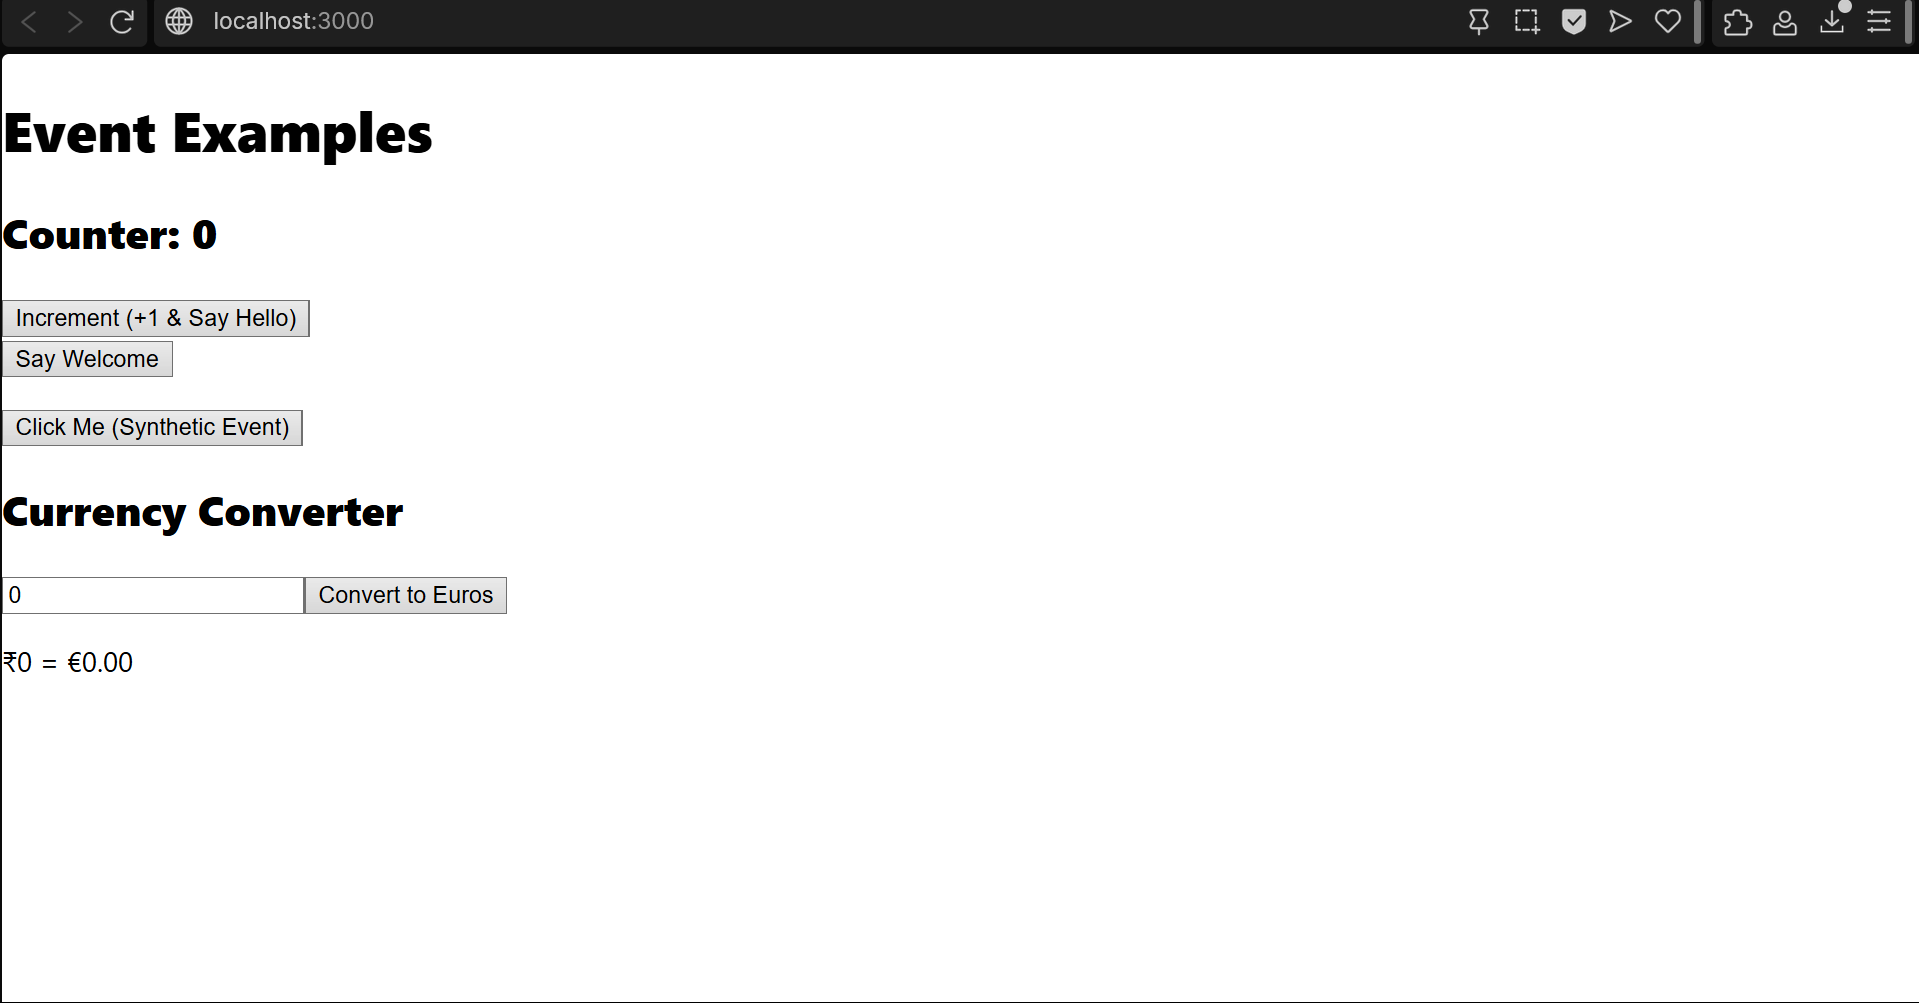 localhost:3000
Event Examples
Counter: 0
Increment (+1 & Say Hello)
Say Welcome
Click Me (Synthetic Event)
Currency Converter
0 Convert to Euros
₹0 = €0.00